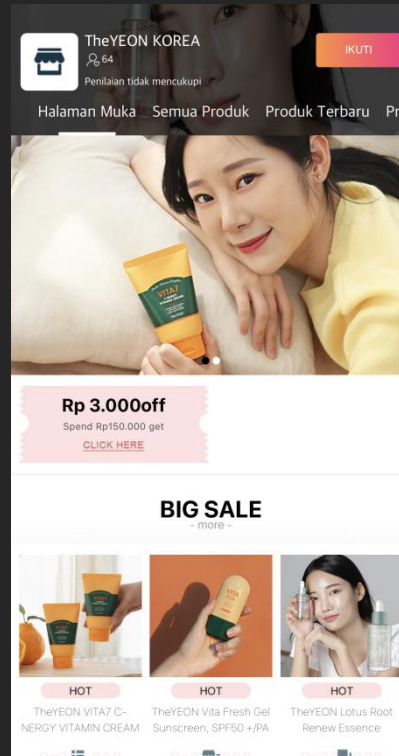 TheYEON KOREA
64
IKUTI
Penilaian tidak mencukupi
Halaman Muka Semua Produk Produk Terbaru Pr
VITA7
Rp 3.000off
Spend Rp150.000 get
CLICK HERE
BIG SALE
- more -
VITA
HOT HOT HOT
TheYEON VITA7 C-
NERGY VITAMIN CREAM
TheYEON Vita Fresh Gel
Sunscreen, SPF50 +/PA
TheYEON Lotus Root
Renew Essence